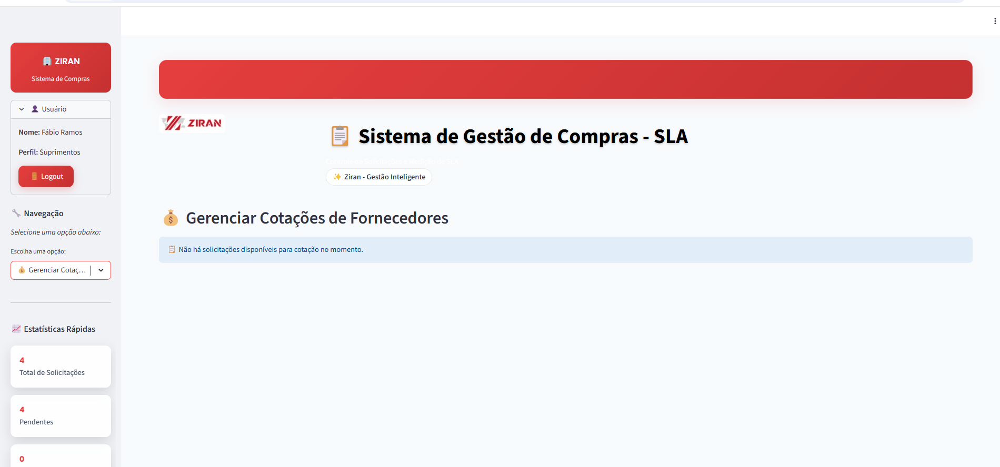 ZIRAN
Sistema de Compras
Usuário
Nome: Fábio Ramos
Perfil: Suprimentos
Logout
Navegação
Selecione uma opção abaixo:
Escolha uma opção:
Gerenciar Cotaç...
Estatísticas Rápidas
4
Total de Solicitações
4
Pendentes
0
ZIRAN
Sistema de Gestão de Compras - SLA
Controle de Solicitações e Medição de SLA
Ziran - Gestão Inteligente
Gerenciar Cotações de Fornecedores
Não há solicitações disponíveis para cotação no momento.